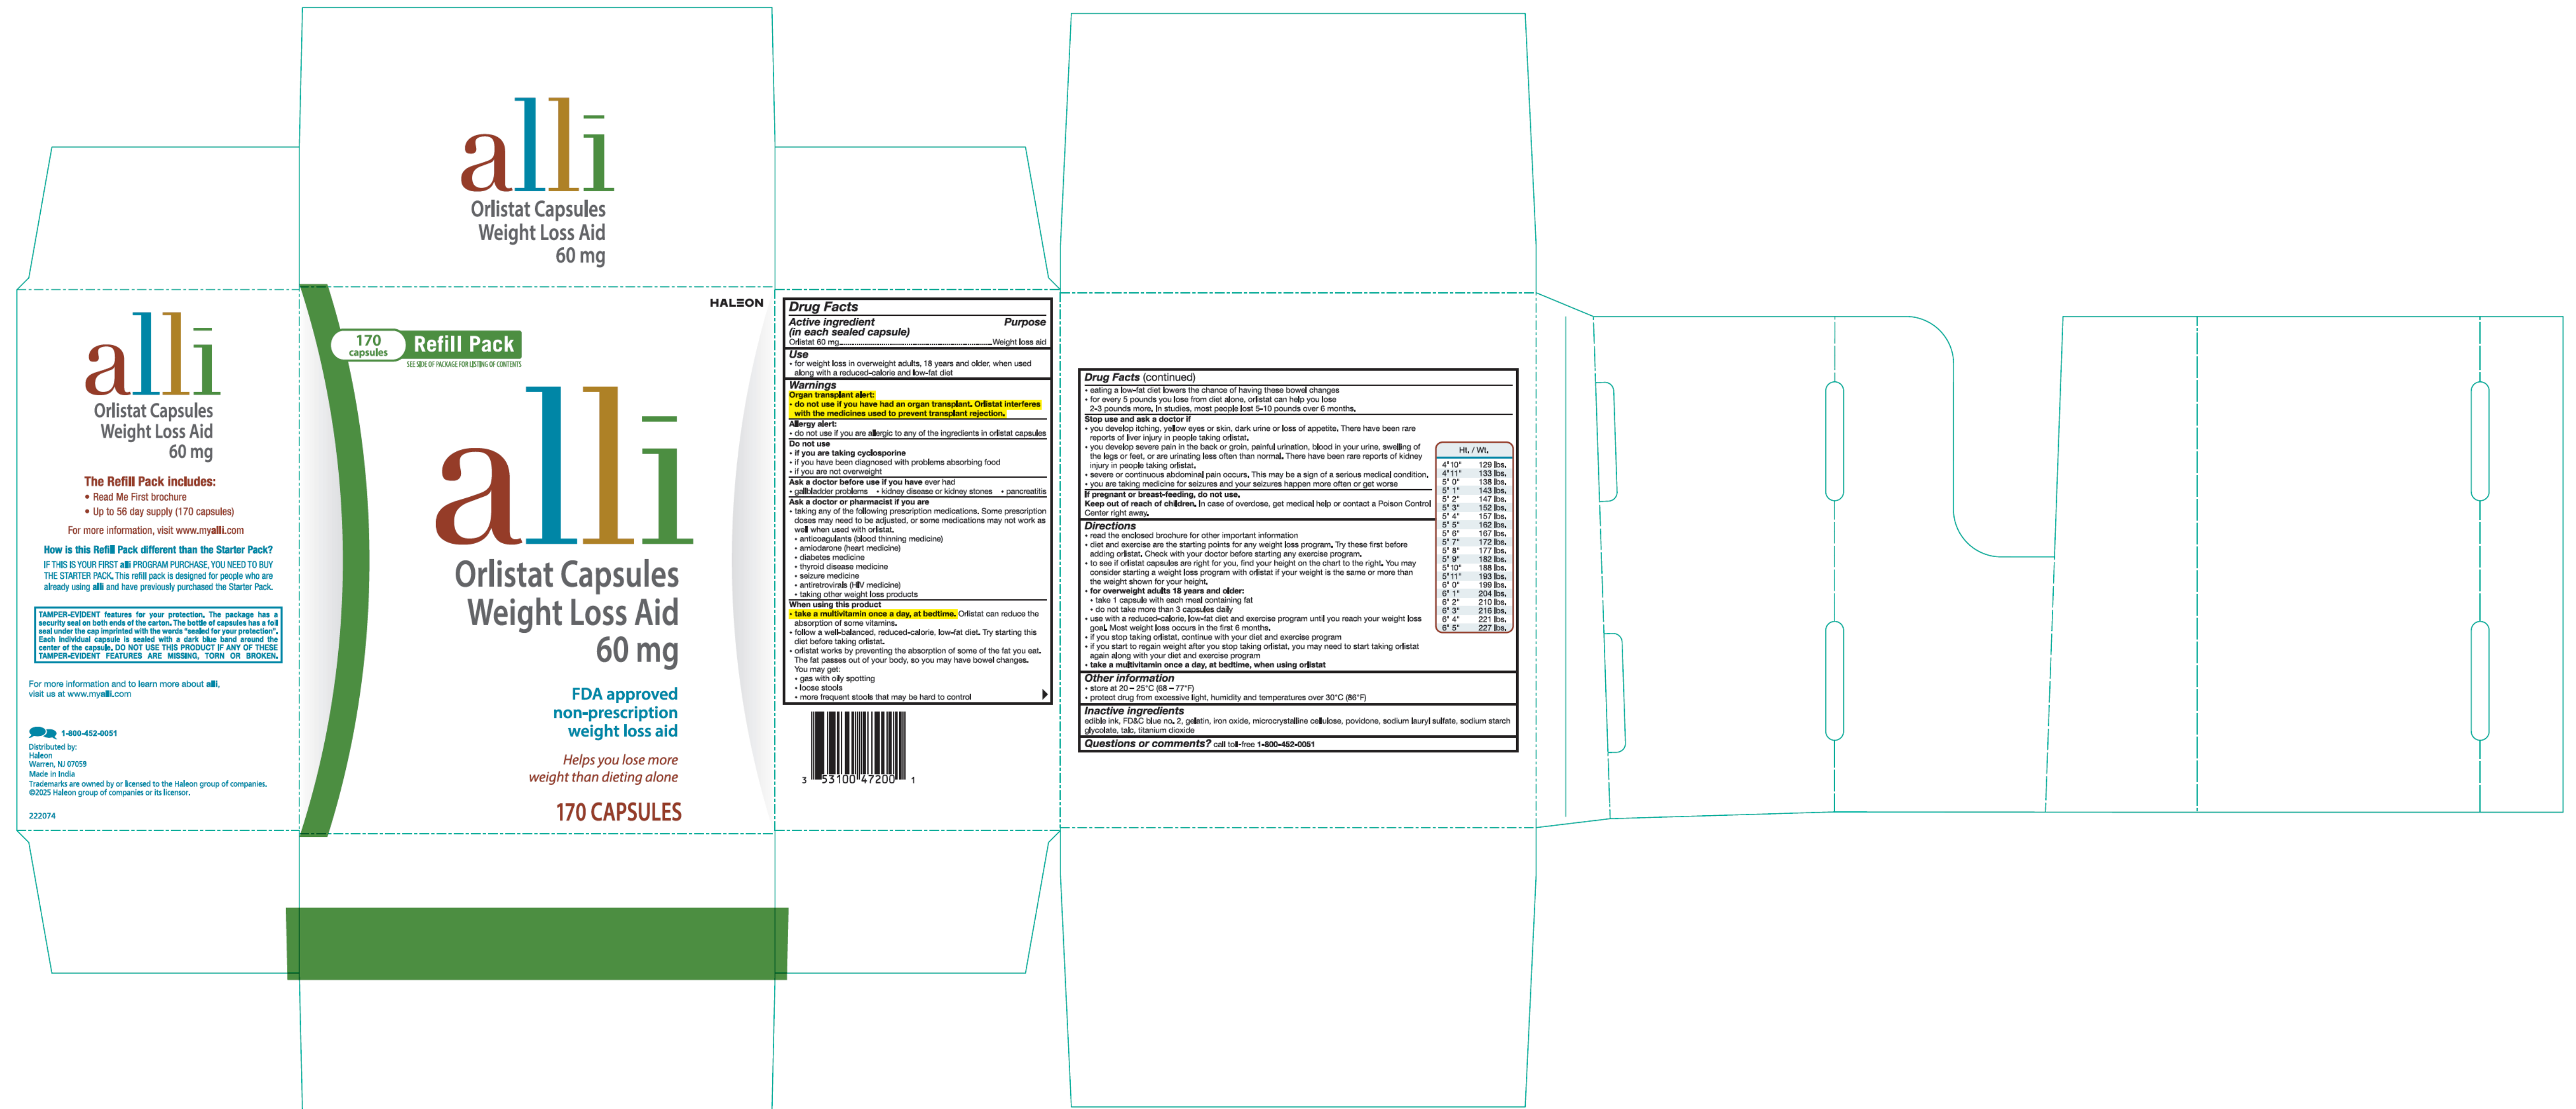 alli
Orlistat Capsules
Weight Loss Aid
60 mg
alli
Orlistat Capsules
Weight Loss Aid
60 mg
The Refill Pack includes:
• Read Me First brochure
• Up to 56 day supply (170 capsules)
For more information, visit www.myalli.com
How is this Refill Pack different than the Starter Pack?
IF THIS IS YOUR FIRST alli PROGRAM PURCHASE, YOU NEED TO BUY
THE STARTER PACK. This refill pack is designed for people who are
already using alli and have previously purchased the Starter Pack.
TAMPER-EVIDENT features for your protection. The package has a
security seal on both ends of the carton. The bottle of capsules has a foil
seal under the cap imprinted with the words "sealed for your protection".
Each individual capsule is sealed with a dark blue band around the
center of the capsule. DO NOT USE THIS PRODUCT IF ANY OF THESE
TAMPER-EVIDENT FEATURES ARE MISSING, TORN OR BROKEN.
For more information and to learn more about alli,
visit us at www.myalli.com
1-800-452-0051
Distributed by:
Haleon
Warren, NJ 07059
Made in India
Trademarks are owned by or licensed to the Haleon group of companies.
©2025 Haleon group of companies or its licensor.
222074
HALEON
170
capsules
Refill Pack
SEE SIDE OF PACKAGE FOR LISTING OF CONTENTS
alli
Orlistat Capsules
Weight Loss Aid
60 mg
FDA approved
non-prescription
weight loss aid
Helps you lose more
weight than dieting alone
170 CAPSULES
Drug Facts
Active ingredient Purpose
(in each sealed capsule)
Orlistat 60 mg..........Weight loss aid
Use
• for weight loss in overweight adults, 18 years and older, when used
along with a reduced-calorie and low-fat diet
Warnings
Organ transplant alert:
• do not use if you have had an organ transplant. Orlistat interferes
with the medicines used to prevent transplant rejection.
Allergy alert:
• do not use if you are allergic to any of the ingredients in orlistat capsules
Do not use
• if you are taking cyclosporine
• if you have been diagnosed with problems absorbing food
• if you are not overweight
Ask a doctor before use if you have ever had
• gallbladder problems • kidney disease or kidney stones • pancreatitis
Ask a doctor or pharmacist if you are
• taking any of the following prescription medications. Some prescription
doses may need to be adjusted, or some medications may not work as
well when used with orlistat.
• anticoagulants (blood thinning medicine)
• amiodarone (heart medicine)
• diabetes medicine
• thyroid disease medicine
• seizure medicine
• antiretrovirals (HIV medicine)
• taking other weight loss products
When using this product
• take a multivitamin once a day, at bedtime. Orlistat can reduce the
absorption of some vitamins.
• follow a well-balanced, reduced-calorie, low-fat diet. Try starting this
diet before taking orlistat.
• orlistat works by preventing the absorption of some of the fat you eat.
The fat passes out of your body, so you may have bowel changes.
You may get:
• gas with oily spotting
• loose stools
• more frequent stools that may be hard to control
3 53100 47200 1
Drug Facts (continued)
• eating a low-fat diet lowers the chance of having these bowel changes
• for every 5 pounds you lose from diet alone, orlistat can help you lose
2-3 pounds more. In studies, most people lost 5-10 pounds over 6 months.
Stop use and ask a doctor if
• you develop itching, yellow eyes or skin, dark urine or loss of appetite. There have been rare
reports of liver injury in people taking orlistat.
• you develop severe pain in the back or groin, painful urination, blood in your urine, swelling of
the legs or feet, or are urinating less often than normal. There have been rare reports of kidney
injury in people taking orlistat.
• severe or continuous abdominal pain occurs. This may be a sign of a serious medical condition.
• you are taking medicine for seizures and your seizures happen more often or get worse
If pregnant or breast-feeding, do not use.
Keep out of reach of children. In case of overdose, get medical help or contact a Poison Control
Center right away.
Directions
• read the enclosed brochure for other important information
• diet and exercise are the starting points for any weight loss program. Try these first before
adding orlistat. Check with your doctor before starting any exercise program.
• to see if orlistat capsules are right for you, find your height on the chart to the right. You may
consider starting a weight loss program with orlistat if your weight is the same or more than
the weight shown for your height.
• for overweight adults 18 years and older:
• take 1 capsule with each meal containing fat
• do not take more than 3 capsules daily
• use with a reduced-calorie, low-fat diet and exercise program until you reach your weight loss
goal. Most weight loss occurs in the first 6 months.
• if you stop taking orlistat, continue with your diet and exercise program
• if you start to regain weight after you stop taking orlistat, you may need to start taking orlistat
again along with your diet and exercise program
• take a multivitamin once a day, at bedtime, when using orlistat
Ht. / Wt.
4' 10" 129 lbs.
4' 11" 133 lbs.
5' 0" 138 lbs.
5' 1" 143 lbs.
5' 2" 147 lbs.
5' 3" 152 lbs.
5' 4" 157 lbs.
5' 5" 162 lbs.
5' 6" 167 lbs.
5' 7" 172 lbs.
5' 8" 177 lbs.
5' 9" 182 lbs.
5' 10" 188 lbs.
5' 11" 193 lbs.
6' 0" 199 lbs.
6' 1" 204 lbs.
6' 2" 210 lbs.
6' 3" 216 lbs.
6' 4" 221 lbs.
6' 5" 227 lbs.
Other information
• store at 20 – 25°C (68 – 77°F)
• protect drug from excessive light, humidity and temperatures over 30°C (86°F)
Inactive ingredients
edible ink, FD&C blue no. 2, gelatin, iron oxide, microcrystalline cellulose, povidone, sodium lauryl sulfate, sodium starch
glycolate, talc, titanium dioxide
Questions or comments? call toll-free 1-800-452-0051